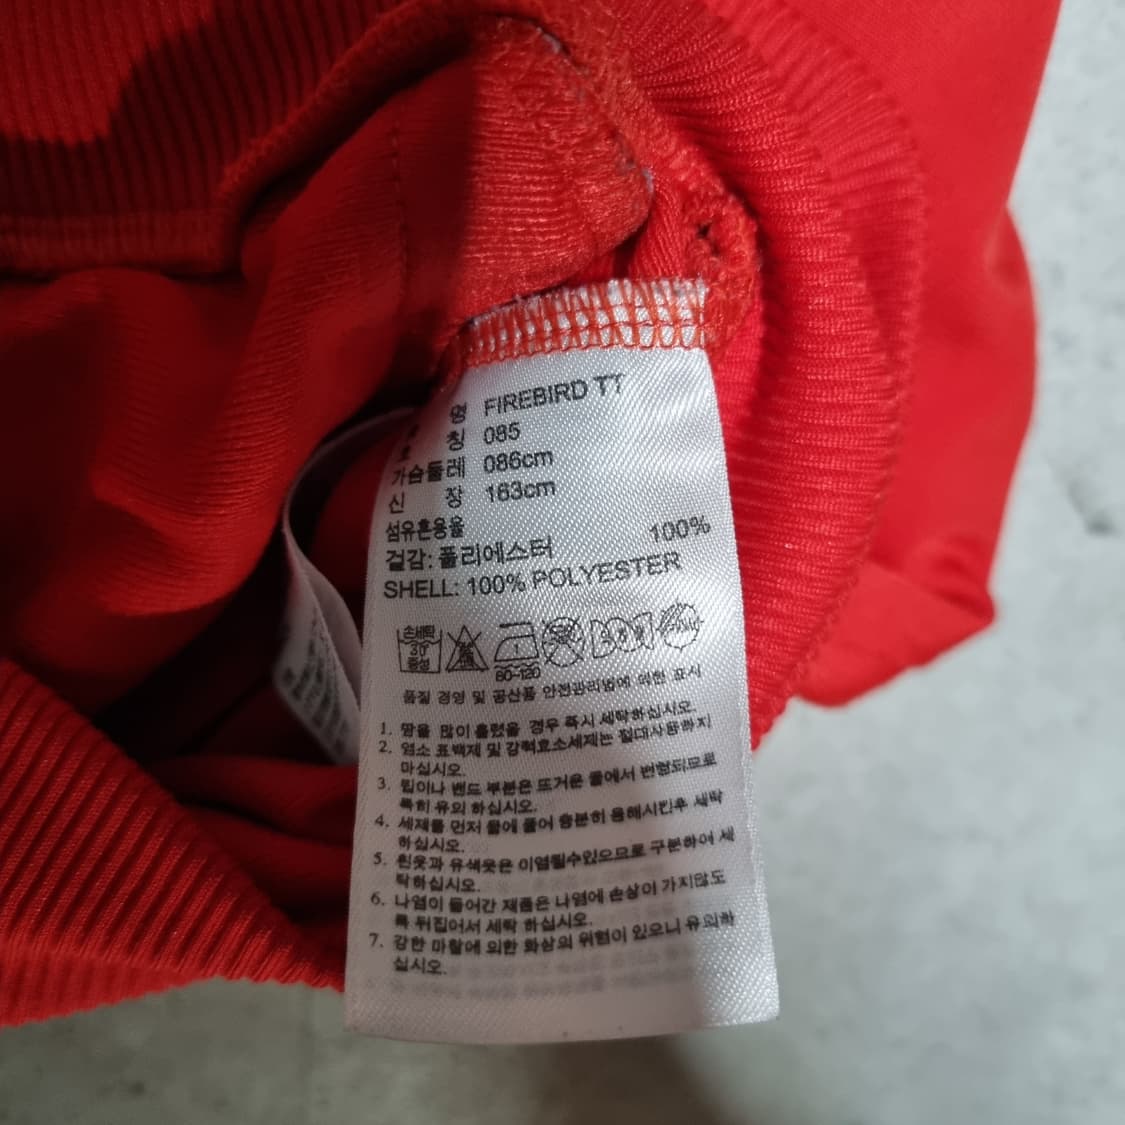 형 FIREBIRD TT
호 칭 085
가슴둘레 086cm
신 장 163cm
섬유혼용율
겉감: 폴리에스터 100%
SHELL: 100% POLYESTER
손세탁
30°
중성
1
80~120
품질 경영 및 공산품 안전관리법에 의한 표시
1. 땀을 많이 흘렸을 경우 즉시 세탁하십시오.
2. 염소 표백제 및 강력효소세제는 절대사용하지
마십시오.
3. 립이나 밴드 부분은 뜨거운 물에서 변형되므로
특히 유의 하십시오.
4. 세제를 먼저 물에 풀어 충분히 용해시킨후 세탁
하십시오.
5. 흰옷과 유색옷은 이염될수있으므로 구분하여 세
탁하십시오.
6. 나염이 들어간 제품은 나염에 손상이 가지않도
록 뒤집어서 세탁 하십시오.
7. 강한 마찰에 의한 화상의 위험이 있으니 유의하
십시오.